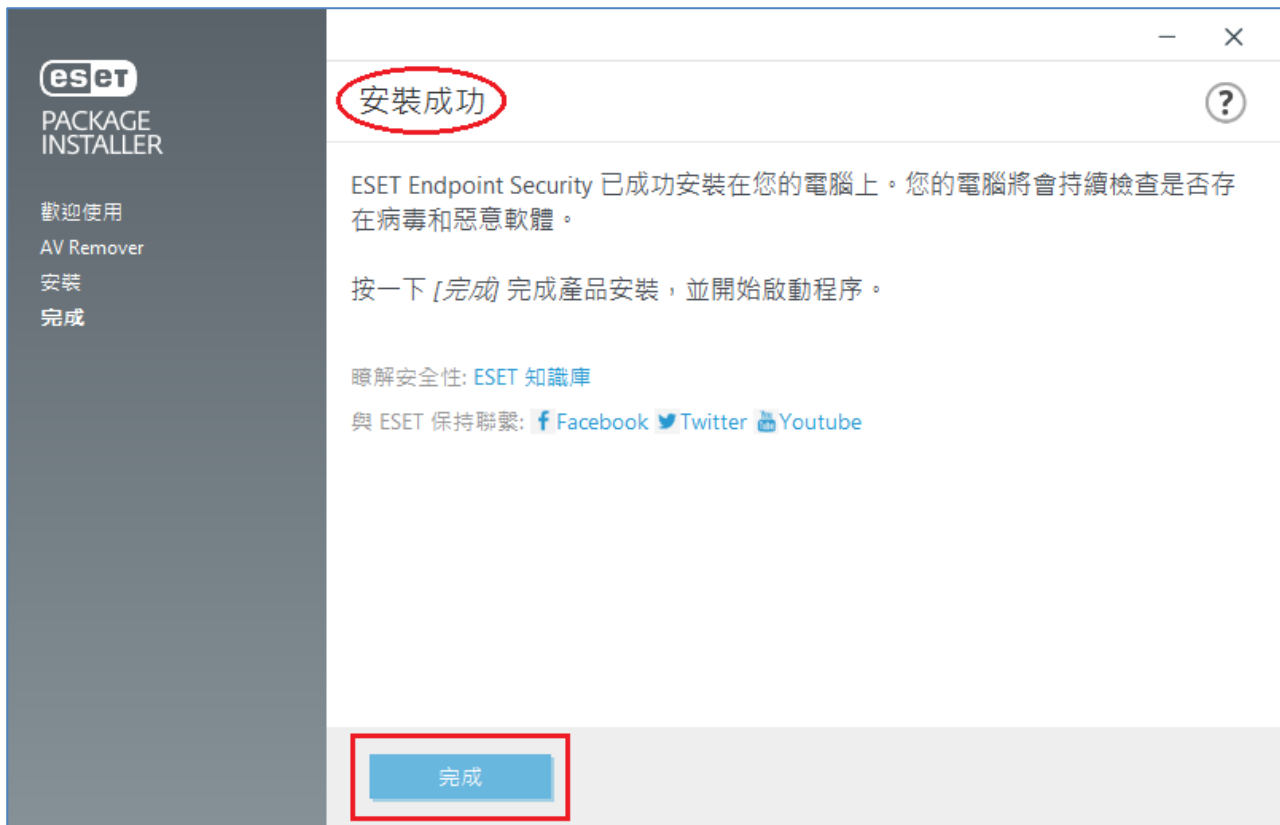 eset
PACKAGE
INSTALLER
歡迎使用
AV Remover
安裝
完成
安裝成功
?
ESET Endpoint Security 已成功安裝在您的電腦上。您的電腦將會持續檢查是否存
在病毒和惡意軟體。
按一下 [完成] 完成產品安裝，並開始啟動程序。
瞭解安全性: ESET 知識庫
與 ESET 保持聯繫: Facebook Twitter Youtube
完成